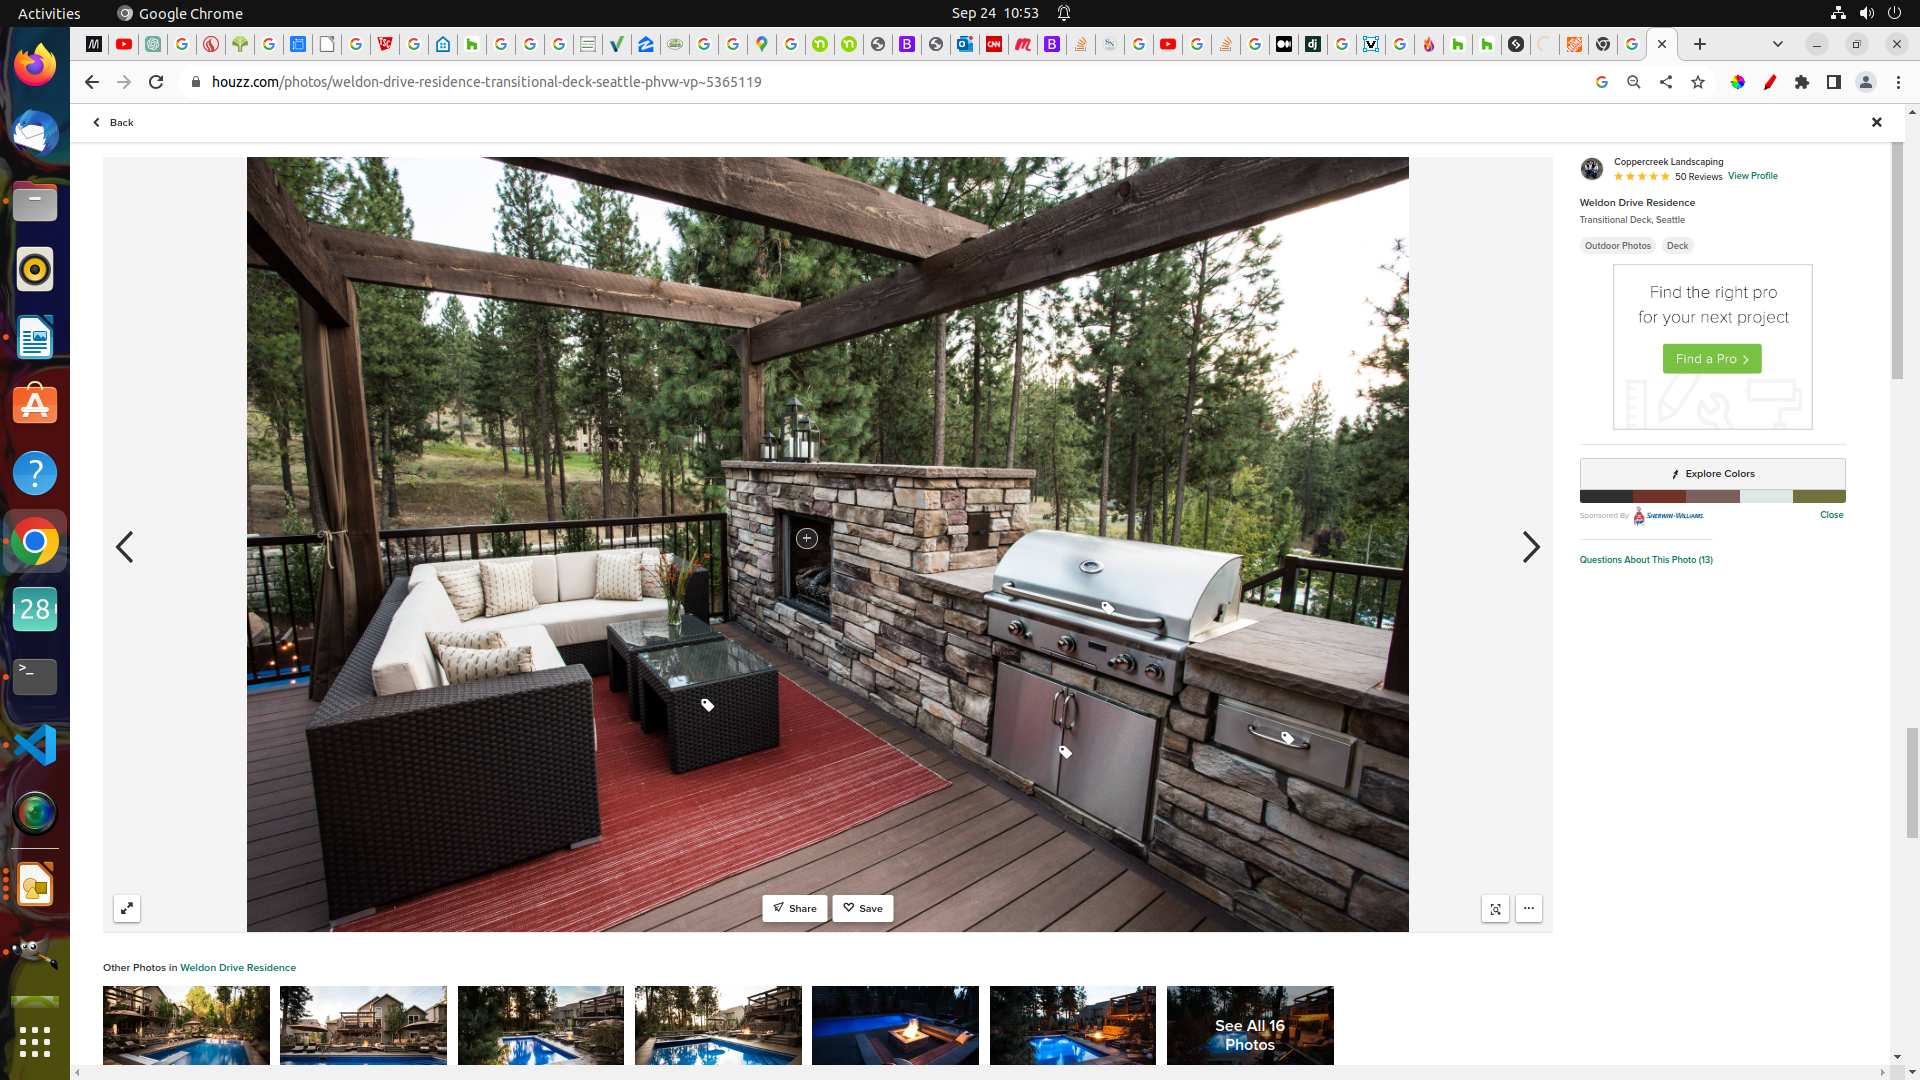 Activities
Google Chrome
Sep 24 10:53
houzz.com/photos/weldon-drive-residence-transitional-deck-seattle-phvw-vp~5365119
Back
Coppercreek Landscaping
50 Reviews View Profile
Weldon Drive Residence
Transitional Deck, Seattle
Outdoor Photos Deck
Find the right pro
for your next project
Find a Pro
Explore Colors
Sponsored By SHERWIN-WILLIAMS.
Close
Questions About This Photo (13)
28
Share
Save
Other Photos in Weldon Drive Residence
See All 16
Photos